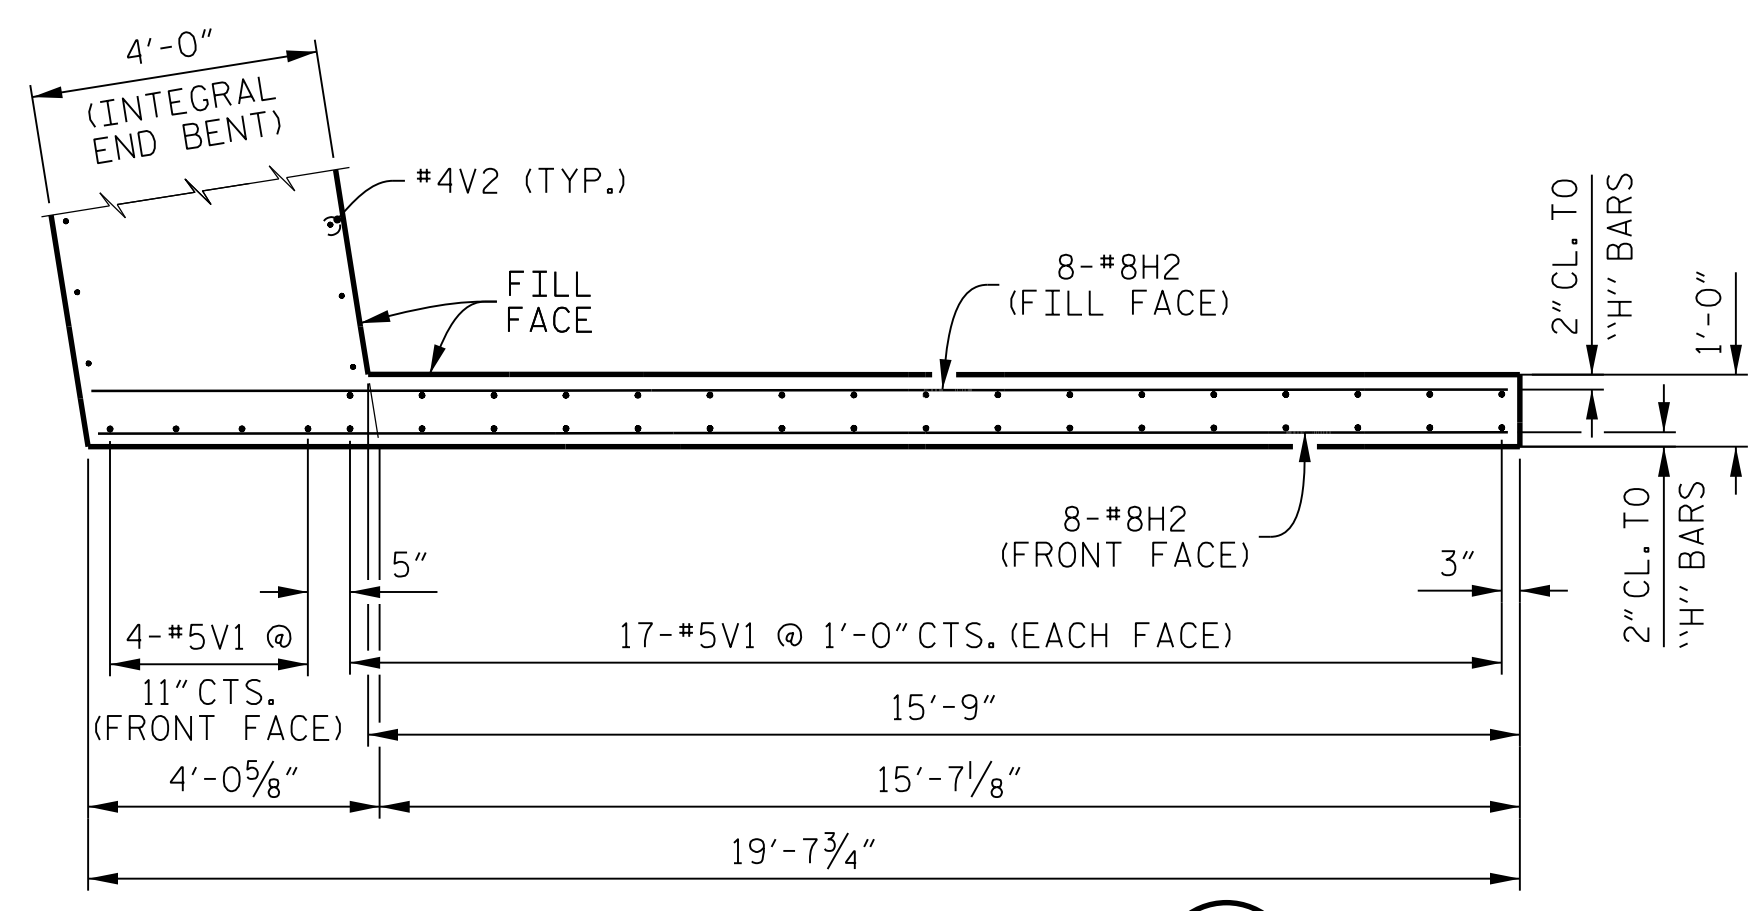 4'-0"
(INTEGRAL
END BENT)
#4V2 (TYP.)
FILL
FACE
8-#8H2
(FILL FACE)
2" CL. TO
"H" BARS
1'-0"
8-#8H2
(FRONT FACE)
2" CL. TO
"H" BARS
5"
3"
4-#5V1 @
11" CTS.
(FRONT FACE)
17-#5V1 @ 1'-0" CTS. (EACH FACE)
15'-9"
4'-0⅝"
15'-7⅛"
19'-7¾"